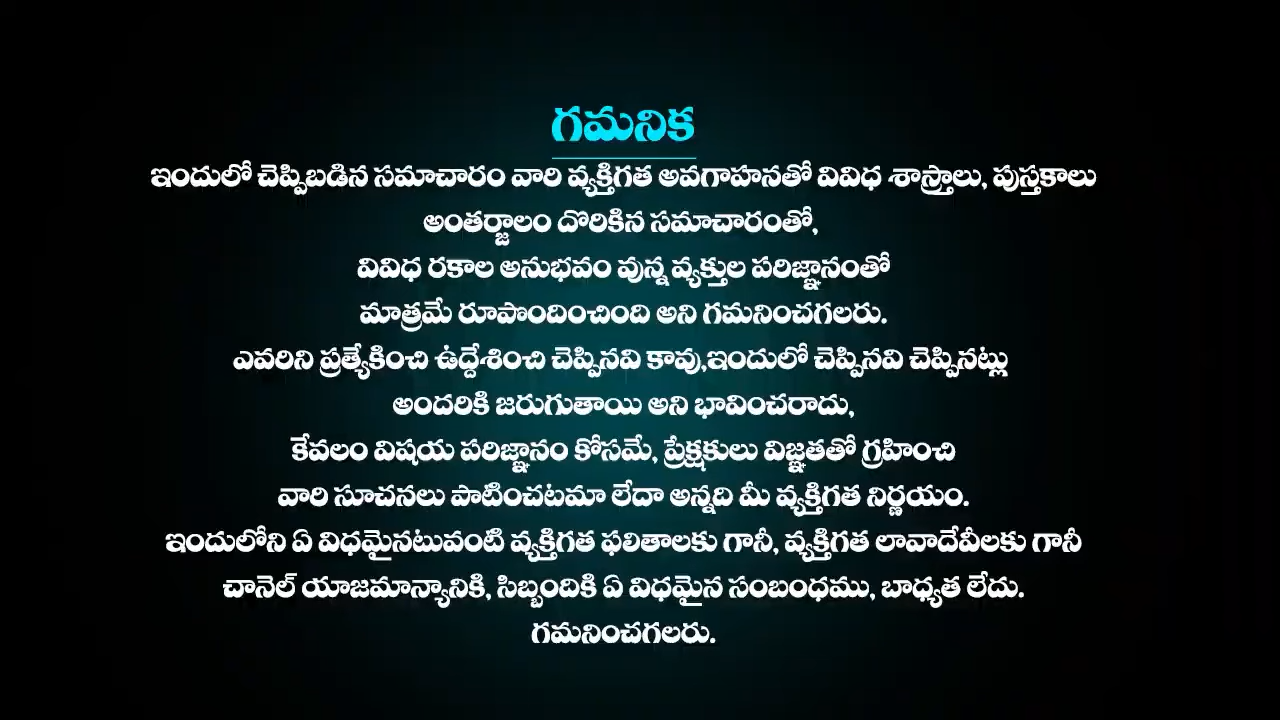 గమనిక
ఇందులో చెప్పిబడిన సమాచారం వారి వ్యక్తిగత అవగాహనతో వివిధ శాస్త్రాలు, పుస్తకాలు
అంతర్జాలం దొరికిన సమాచారంతో,
వివిధ రకాల అనుభవం వున్న వ్యక్తుల పరిజ్ఞానంతో
మాత్రమే రూపొందించింది అని గమనించగలరు.
ఎవరిని ప్రత్యేకించి ఉద్దేశించి చెప్పినవి కావు,ఇందులో చెప్పినవి చెప్పినట్లు
అందరికి జరుగుతాయి అని భావించరాదు,
కేవలం విషయ పరిజ్ఞానం కోసమే, ప్రేక్షకులు విజ్ఞతతో గ్రహించి
వారి సూచనలు పాటించటమా లేదా అన్నది మీ వ్యక్తిగత నిర్ణయం.
ఇందులోని ఏ విధమైనటువంటి వ్యక్తిగత ఫలితాలకు గానీ, వ్యక్తిగత లావాదేవీలకు గానీ
చానెల్ యాజమాన్యానికి, సిబ్బందికి ఏ విధమైన సంబంధము, బాధ్యత లేదు.
గమనించగలరు.